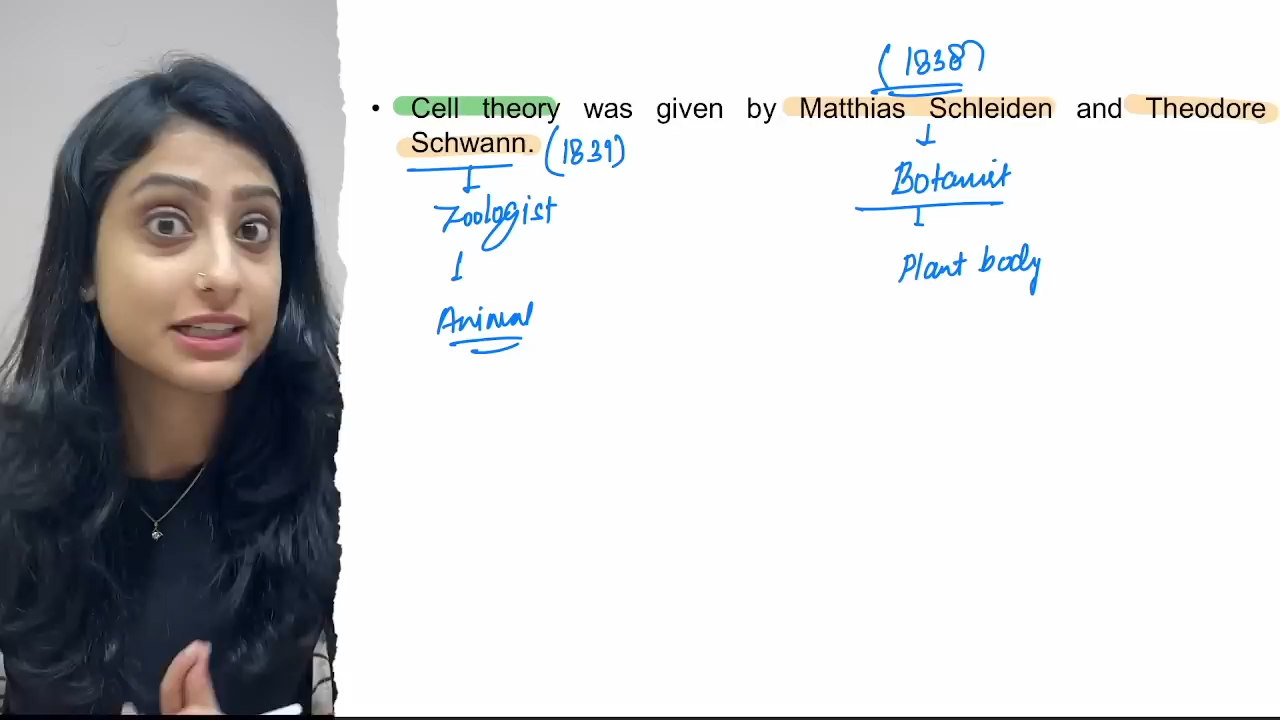 (1838)
• Cell theory was given by Matthias Schleiden and Theodore
Schwann. (1839)
Botanist
Zoologist
Plant body
Animal